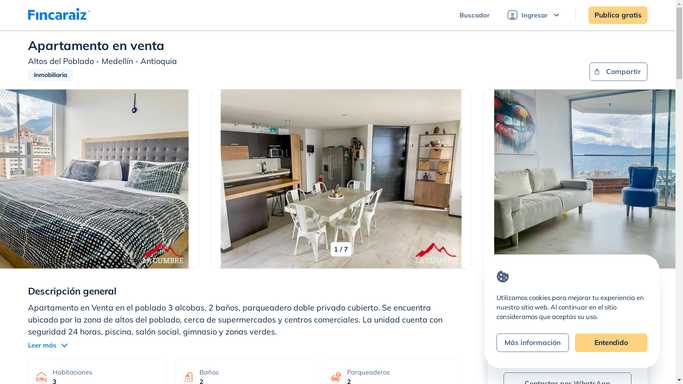 Fincaraiz
Buscador
Ingresar
Publica gratis
Apartamento en venta
Altos del Poblado - Medellín - Antioquia
Inmobiliaria
Compartir
LA CUMBRE
1 / 7
LA CUMBRE
Descripción general
Apartamento en Venta en el poblado 3 alcobas, 2 baños, parqueadero doble privado cubierto. Se encuentra
ubicado por la zona de altos del poblado, cerca de supermercados y centros comerciales. La unidad cuenta con
seguridad 24 horas, piscina, salón social, gimnasio y zonas verdes.
Leer más
Habitaciones
3
Baños
2
Parqueaderos
2
Utilizamos cookies para mejorar tu experiencia en
nuestro sitio web. Al continuar en el sitio
consideramos que aceptas su uso.
Más información
Entendido
Contactar por WhatsApp